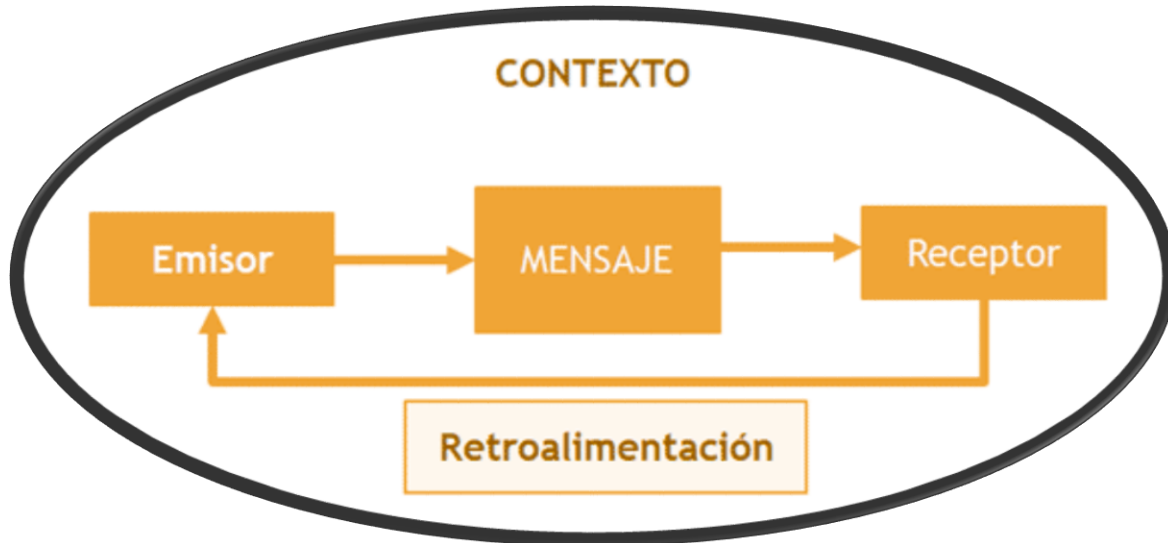 CONTEXTO
Emisor
MENSAJE
Receptor
Retroalimentación